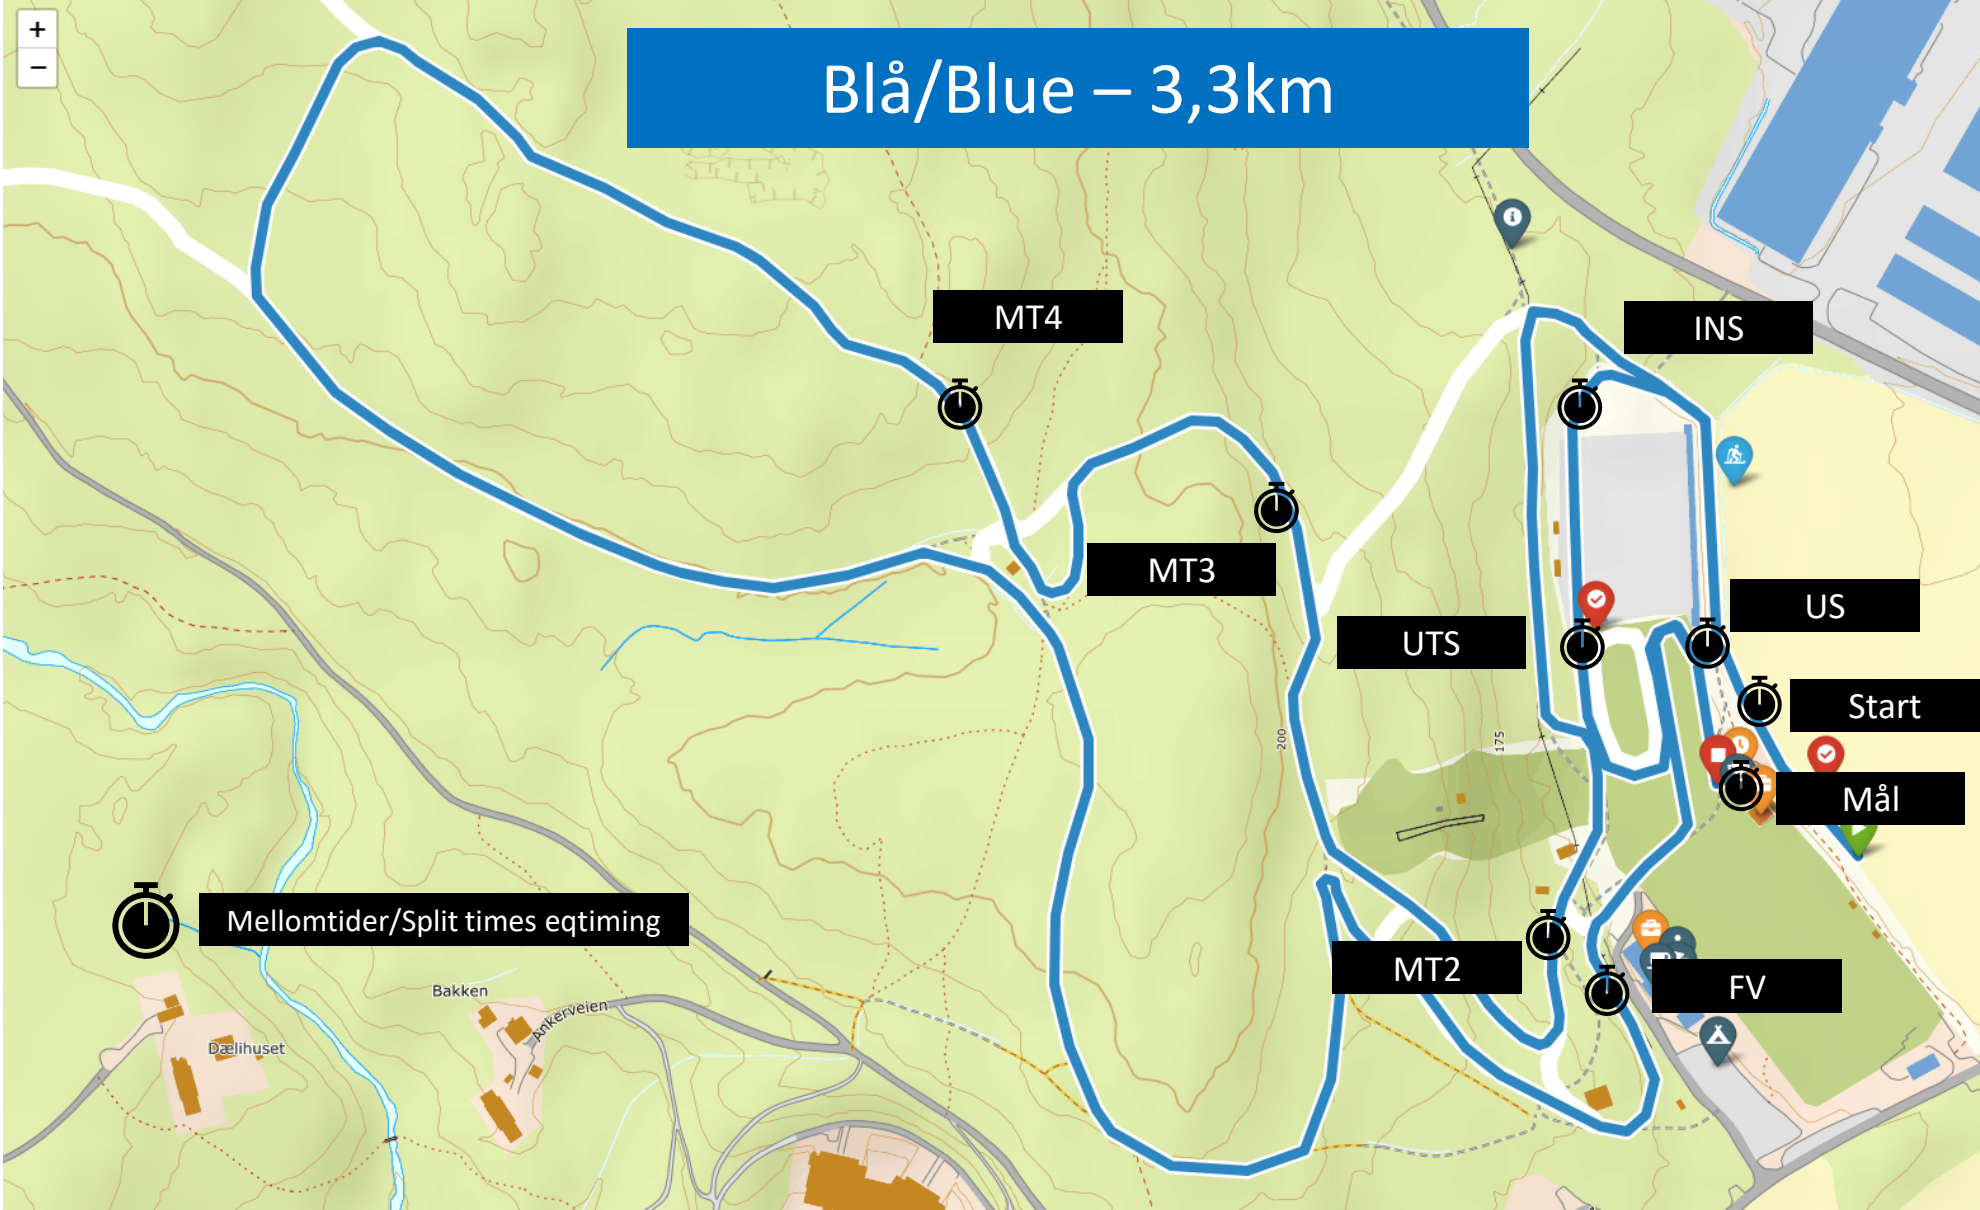 +
−
Blå/Blue – 3,3km
MT4
INS
MT3
US
UTS
Start
Mål
200
175
Mellomtider/Split times eqtiming
MT2
FV
Bakken
Ankerveien
Dælihuset